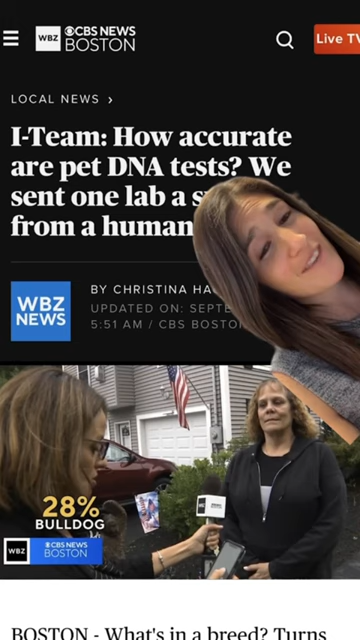 WBZ CBS NEWS
BOSTON
Live TV
LOCAL NEWS >
I-Team: How accurate
are pet DNA tests? We
sent one lab a
from a human
WBZ
NEWS
BY CHRISTINA
UPDATED ON:
5:51 AM / CBS
28%
BULLDOG
WBZ CBS NEWS
BOSTON
BOSTON - What's in a breed? Turns